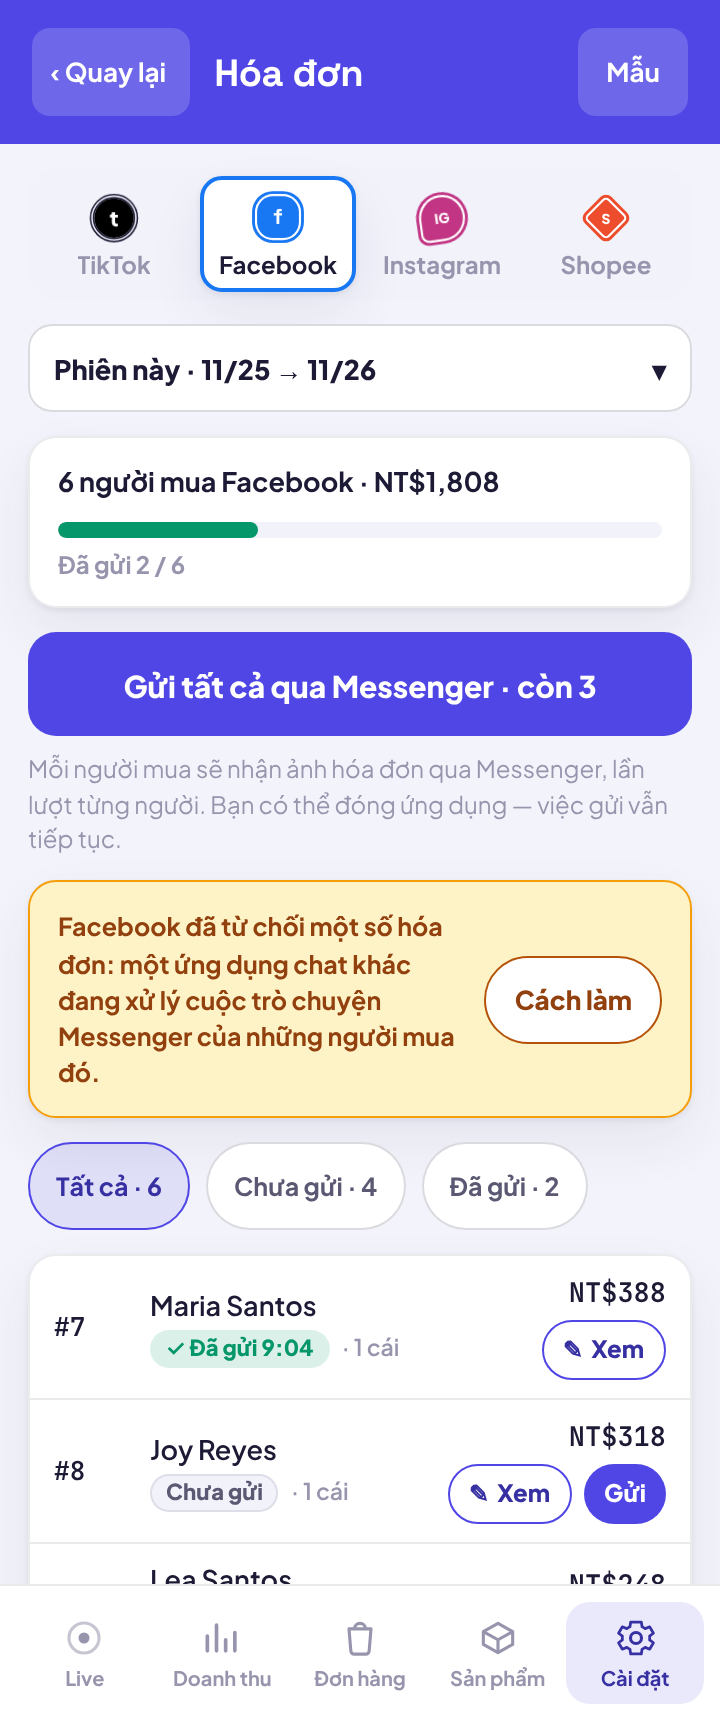 ‹ Quay lại
Hóa đơn
Mẫu
t
f
IG
S
TikTok
Facebook
Instagram
Shopee
Phiên này · 11/25 → 11/26 ▼
6 người mua Facebook · NT$1,808
Đã gửi 2 / 6
Gửi tất cả qua Messenger · còn 3
Mỗi người mua sẽ nhận ảnh hóa đơn qua Messenger, lần
lượt từng người. Bạn có thể đóng ứng dụng — việc gửi vẫn
tiếp tục.
Facebook đã từ chối một số hóa
đơn: một ứng dụng chat khác
đang xử lý cuộc trò chuyện
Messenger của những người mua
đó.
Cách làm
Tất cả · 6
Chưa gửi · 4
Đã gửi · 2
#7
Maria Santos
✓ Đã gửi 9:04 · 1 cái
NT$388
✎ Xem
#8
Joy Reyes
Chưa gửi · 1 cái
NT$318
✎ Xem
Gửi
Lea Santos
NT$248
Live
Doanh thu
Đơn hàng
Sản phẩm
Cài đặt